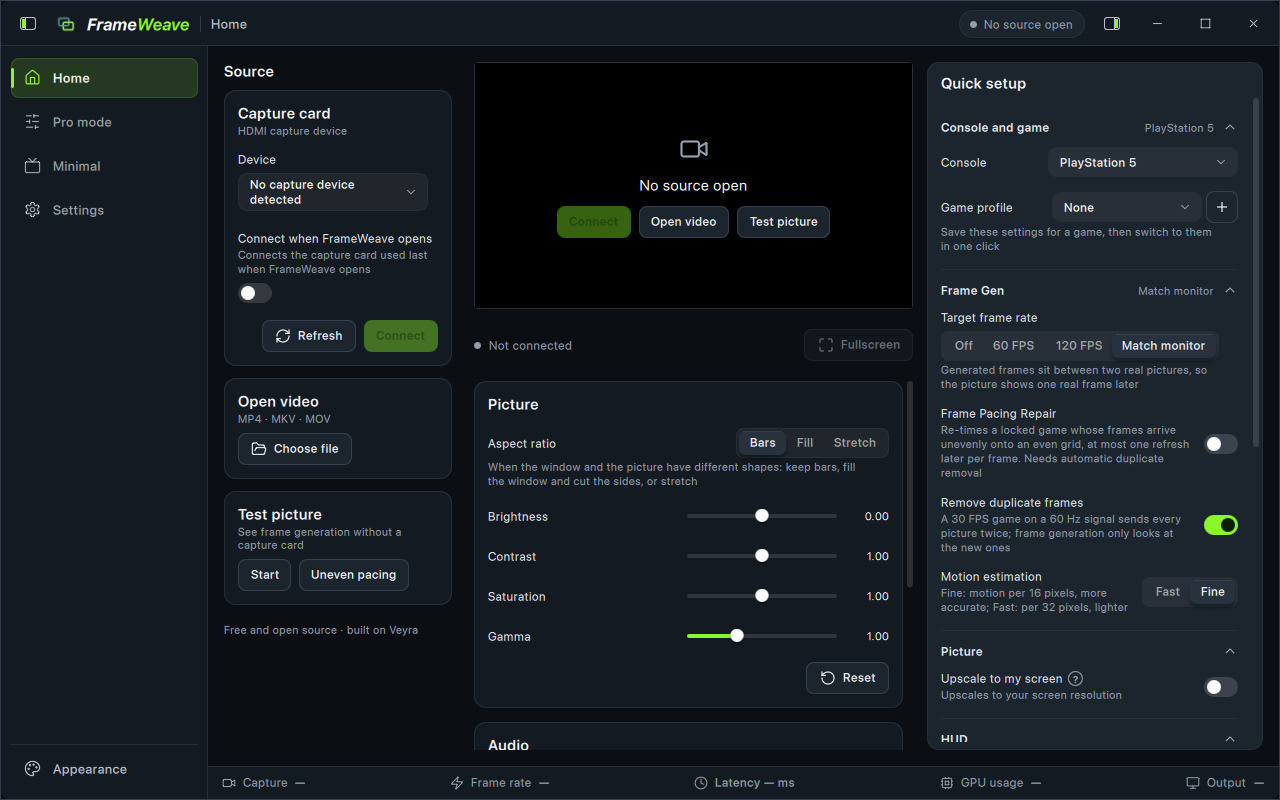 FrameWeave
Home
No source open
Home
Pro mode
Minimal
Settings
Appearance
Source
Capture card
HDMI capture device
Device
No capture device
detected
Connect when FrameWeave opens
Connects the capture card used last
when FrameWeave opens
Refresh
Connect
Open video
MP4 · MKV · MOV
Choose file
Test picture
See frame generation without a
capture card
Start
Uneven pacing
Free and open source · built on Veyra
No source open
Connect
Open video
Test picture
Not connected
Fullscreen
Picture
Aspect ratio
Bars
Fill
Stretch
When the window and the picture have different shapes: keep bars, fill
the window and cut the sides, or stretch
Brightness
0.00
Contrast
1.00
Saturation
1.00
Gamma
1.00
Reset
Audio
Quick setup
Console and game
PlayStation 5
Console
PlayStation 5
Game profile
None
Save these settings for a game, then switch to them
in one click
Frame Gen
Match monitor
Target frame rate
Off
60 FPS
120 FPS
Match monitor
Generated frames sit between two real pictures, so
the picture shows one real frame later
Frame Pacing Repair
Re-times a locked game whose frames arrive
unevenly onto an even grid, at most one refresh
later per frame. Needs automatic duplicate
removal
Remove duplicate frames
A 30 FPS game on a 60 Hz signal sends every
picture twice; frame generation only looks at
the new ones
Motion estimation
Fine: motion per 16 pixels, more
accurate; Fast: per 32 pixels, lighter
Fast
Fine
Picture
Upscale to my screen ?
Upscales to your screen resolution
HUD
Capture —
Frame rate —
Latency — ms
GPU usage —
Output —